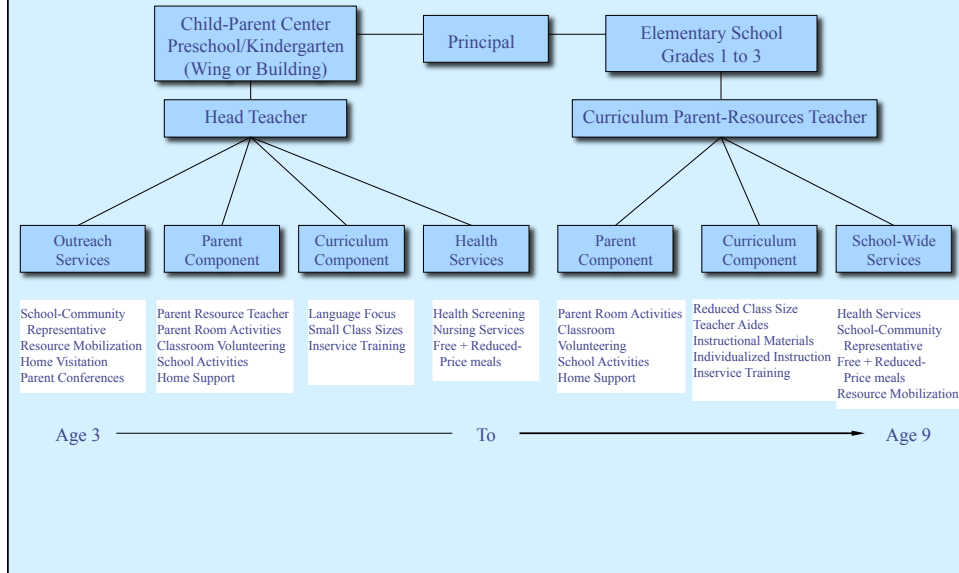 Child-Parent Center
Preschool/Kindergarten
(Wing or Building)
Principal
Elementary School
Grades 1 to 3
Head Teacher
Curriculum Parent-Resources Teacher
Outreach
Services
Parent
Component
Curriculum
Component
Health
Services
Parent
Component
Curriculum
Component
School-Wide
Services
School-Community
Representative
Resource Mobilization
Home Visitation
Parent Conferences
Parent Resource Teacher
Parent Room Activities
Classroom Volunteering
School Activities
Home Support
Language Focus
Small Class Sizes
Inservice Training
Health Screening
Nursing Services
Free + Reduced-
Price meals
Parent Room Activities
Classroom
Volunteering
School Activities
Home Support
Reduced Class Size
Teacher Aides
Instructional Materials
Individualized Instruction
Inservice Training
Health Services
School-Community
Representative
Free + Reduced-
Price meals
Resource Mobilization
Age 3
To
Age 9